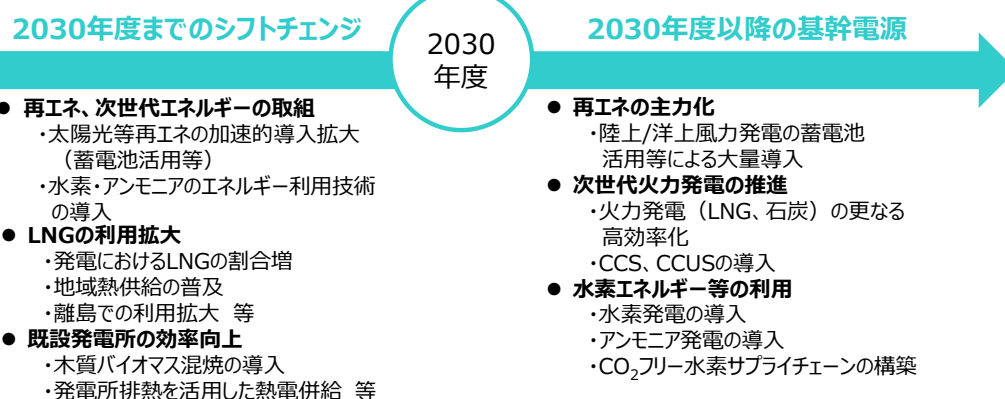 2030年度までのシフトチェンジ
2030
年度
2030年度以降の基幹電源
● 再エネ、次世代エネルギーの取組
・太陽光等再エネの加速的導入拡大
（蓄電池活用等）
・水素・アンモニアのエネルギー利用技術
の導入
● LNGの利用拡大
・発電におけるLNGの割合増
・地域熱供給の普及
・離島での利用拡大 等
● 既設発電所の効率向上
・木質バイオマス混焼の導入
・発電所排熱を活用した熱電併給 等
● 再エネの主力化
・陸上/洋上風力発電の蓄電池
活用等による大量導入
● 次世代火力発電の推進
・火力発電（LNG、石炭）の更なる
高効率化
・CCS、CCUSの導入
● 水素エネルギー等の利用
・水素発電の導入
・アンモニア発電の導入
・CO₂フリー水素サプライチェーンの構築